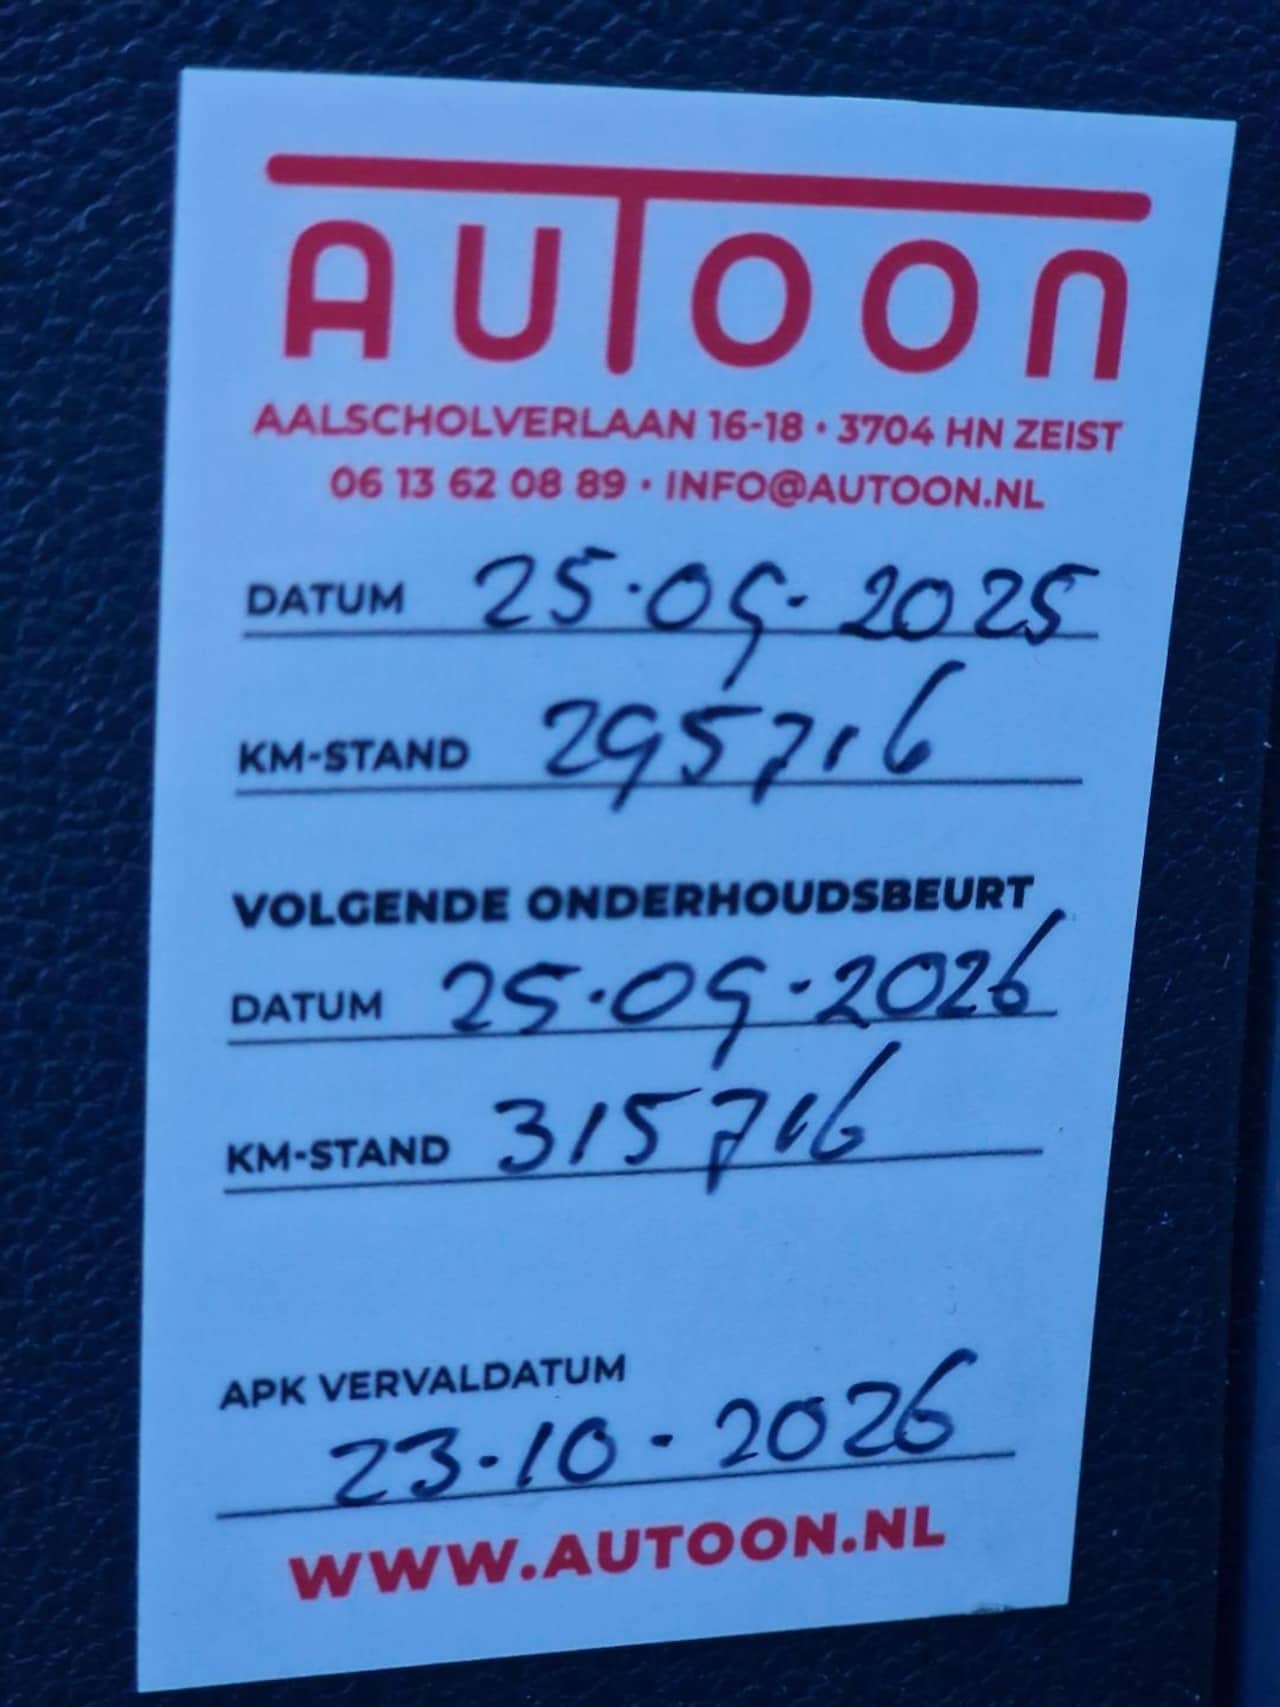 AUTOON
AALSCHOLVERLAAN 16-18 • 3704 HN ZEIST
06 13 62 08 89 • INFO@AUTOON.NL
DATUM 25-09-2025
KM-STAND 295716
VOLGENDE ONDERHOUDSBEURT
DATUM 25-09-2026
KM-STAND 315716
APK VERVALDATUM
23-10-2026
WWW.AUTOON.NL